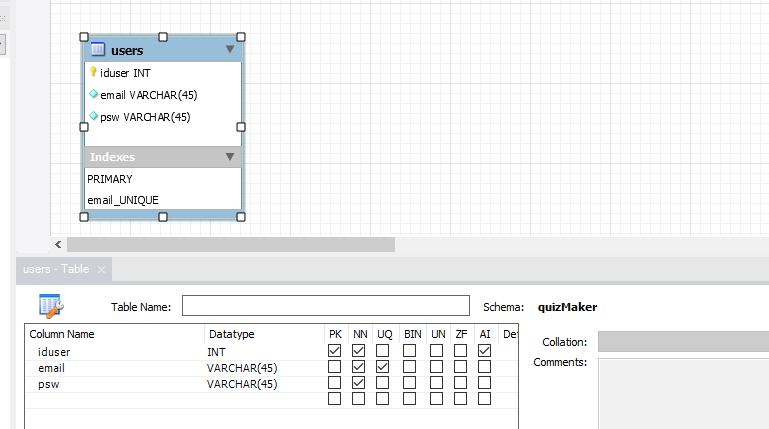 users
iduser INT
email VARCHAR(45)
psw VARCHAR(45)
Indexes
PRIMARY
email_UNIQUE
users - Table
Table Name:
Schema: quizMaker
Column Name Datatype PK NN UQ BIN UN ZF AI
iduser INT
email VARCHAR(45)
psw VARCHAR(45)
Collation:
Comments: